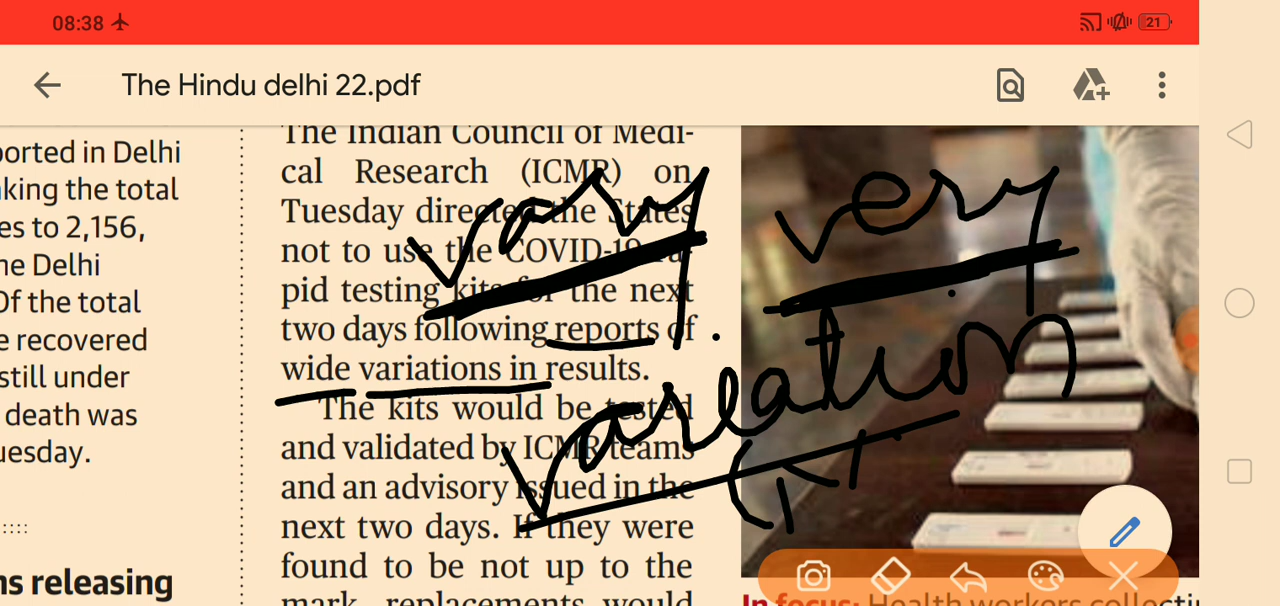 08:38
21
The Hindu delhi 22.pdf
ported in Delhi
king the total
es to 2,156,
he Delhi
Of the total
e recovered
still under
death was
uesday.
ns releasing
The Indian Council of Medi-
cal Research (ICMR) on
Tuesday directed the States
not to use the COVID-19 ra-
pid testing kits for the next
two days following reports of
wide variations in results.
The kits would be tested
and validated by ICMR teams
and an advisory issued in the
next two days. If they were
found to be not up to the
mark, replacements would
vary
very
variation
In focus: Health workers collecti